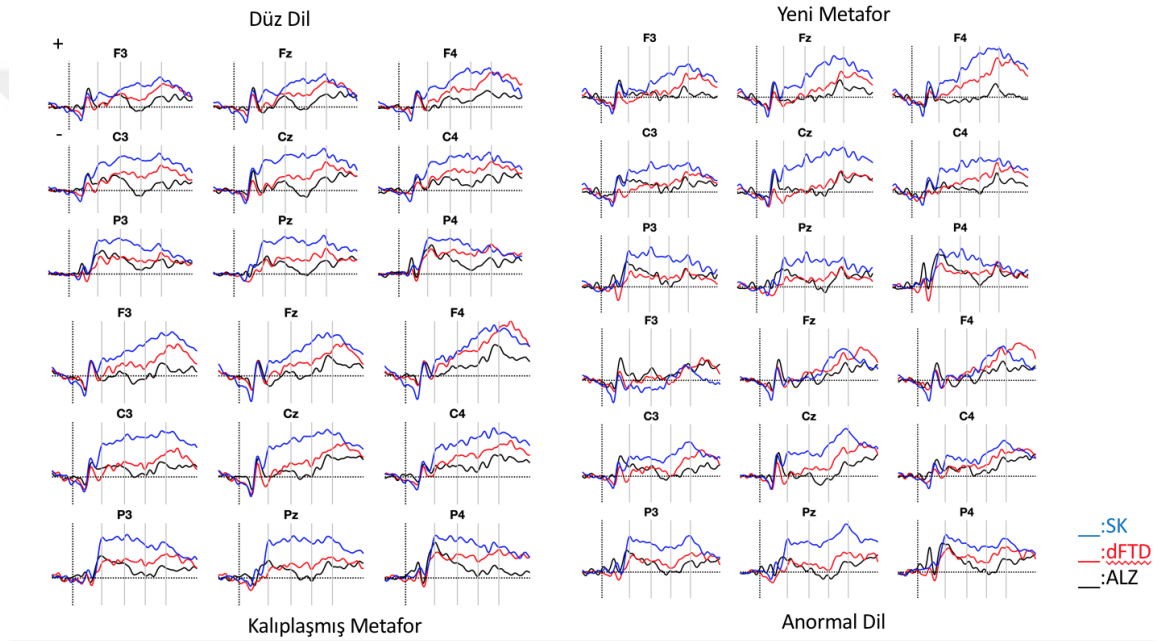 Düz Dil
+
F3 Fz F4
-
C3 Cz C4
P3 Pz P4
F3 Fz F4
C3 Cz C4
P3 Pz P4
Kalıplaşmış Metafor
Yeni Metafor
F3 Fz F4
C3 Cz C4
P3 Pz P4
F3 Fz F4
C3 Cz C4
P3 Pz P4
Anormal Dil
__:SK
__:dFTD
__:ALZ